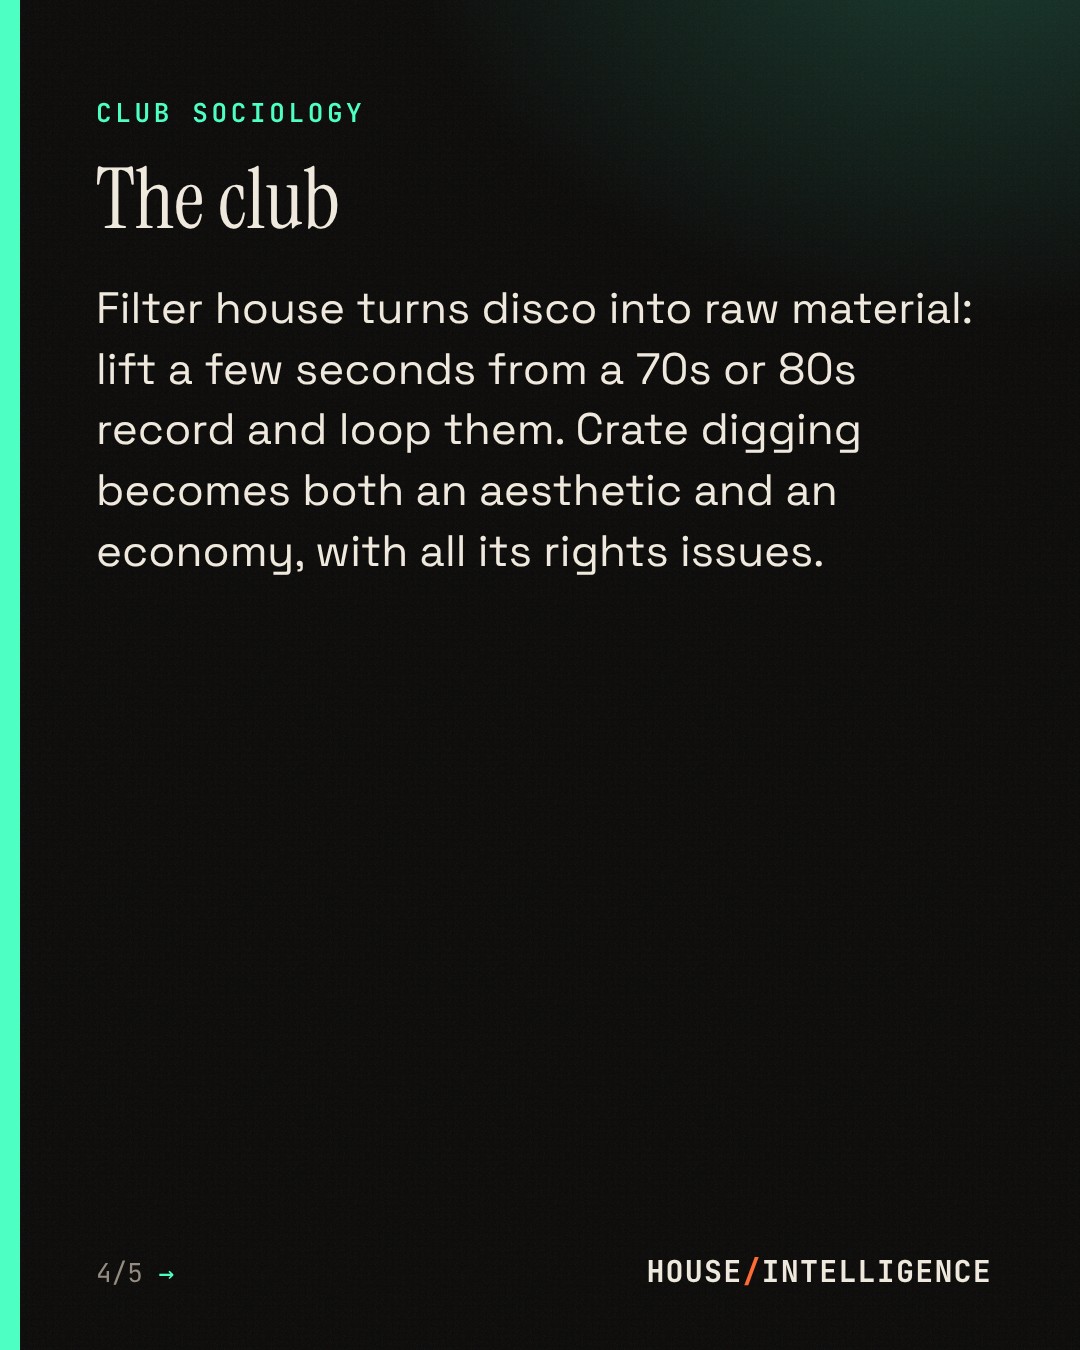 CLUB SOCIOLOGY
The club
Filter house turns disco into raw material:
lift a few seconds from a 70s or 80s
record and loop them. Crate digging
becomes both an aesthetic and an
economy, with all its rights issues.
4/5 →
HOUSE/INTELLIGENCE